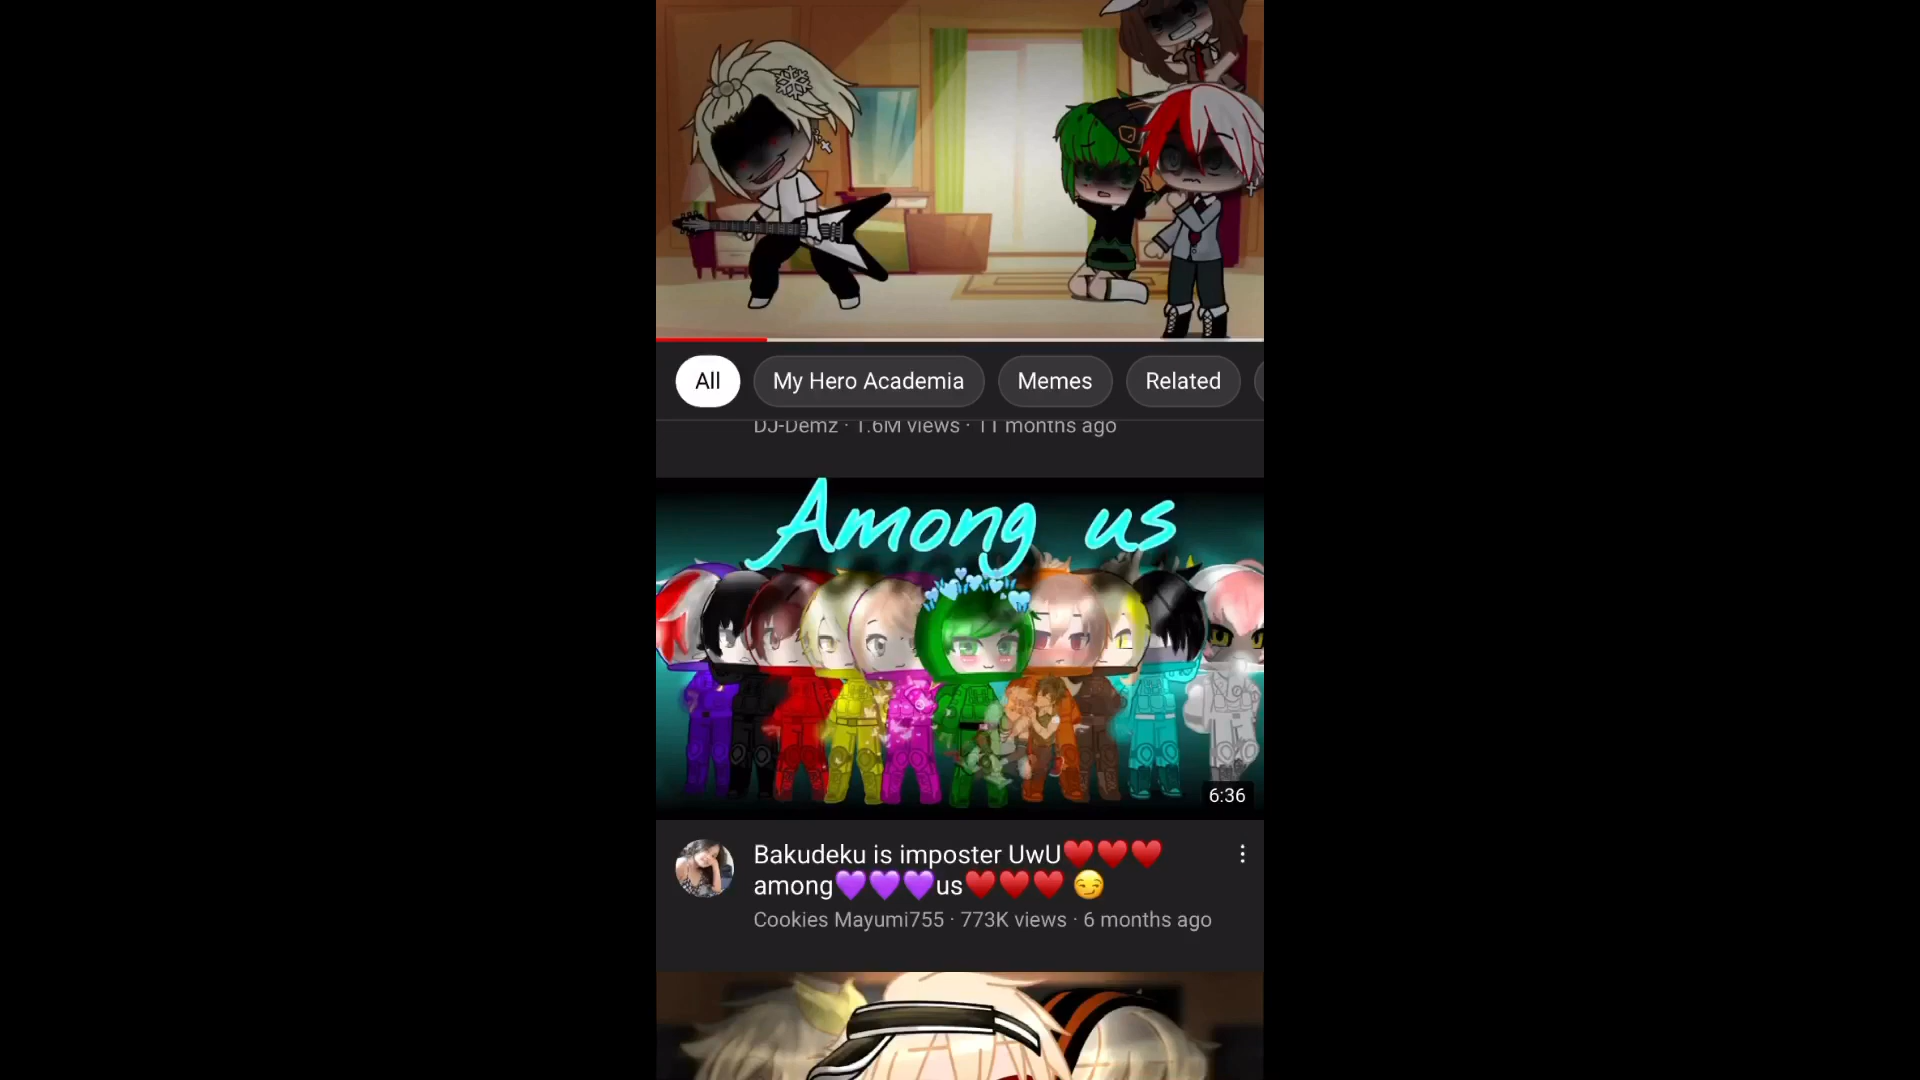 All My Hero Academia Memes Related
DJ-Demz · 1.6M views · 11 months ago
Among us
6:36
Bakudeku is imposter UwU♥️♥️♥️
among💜💜💜us♥️♥️♥️ 😏
Cookies Mayumi755 · 773K views · 6 months ago